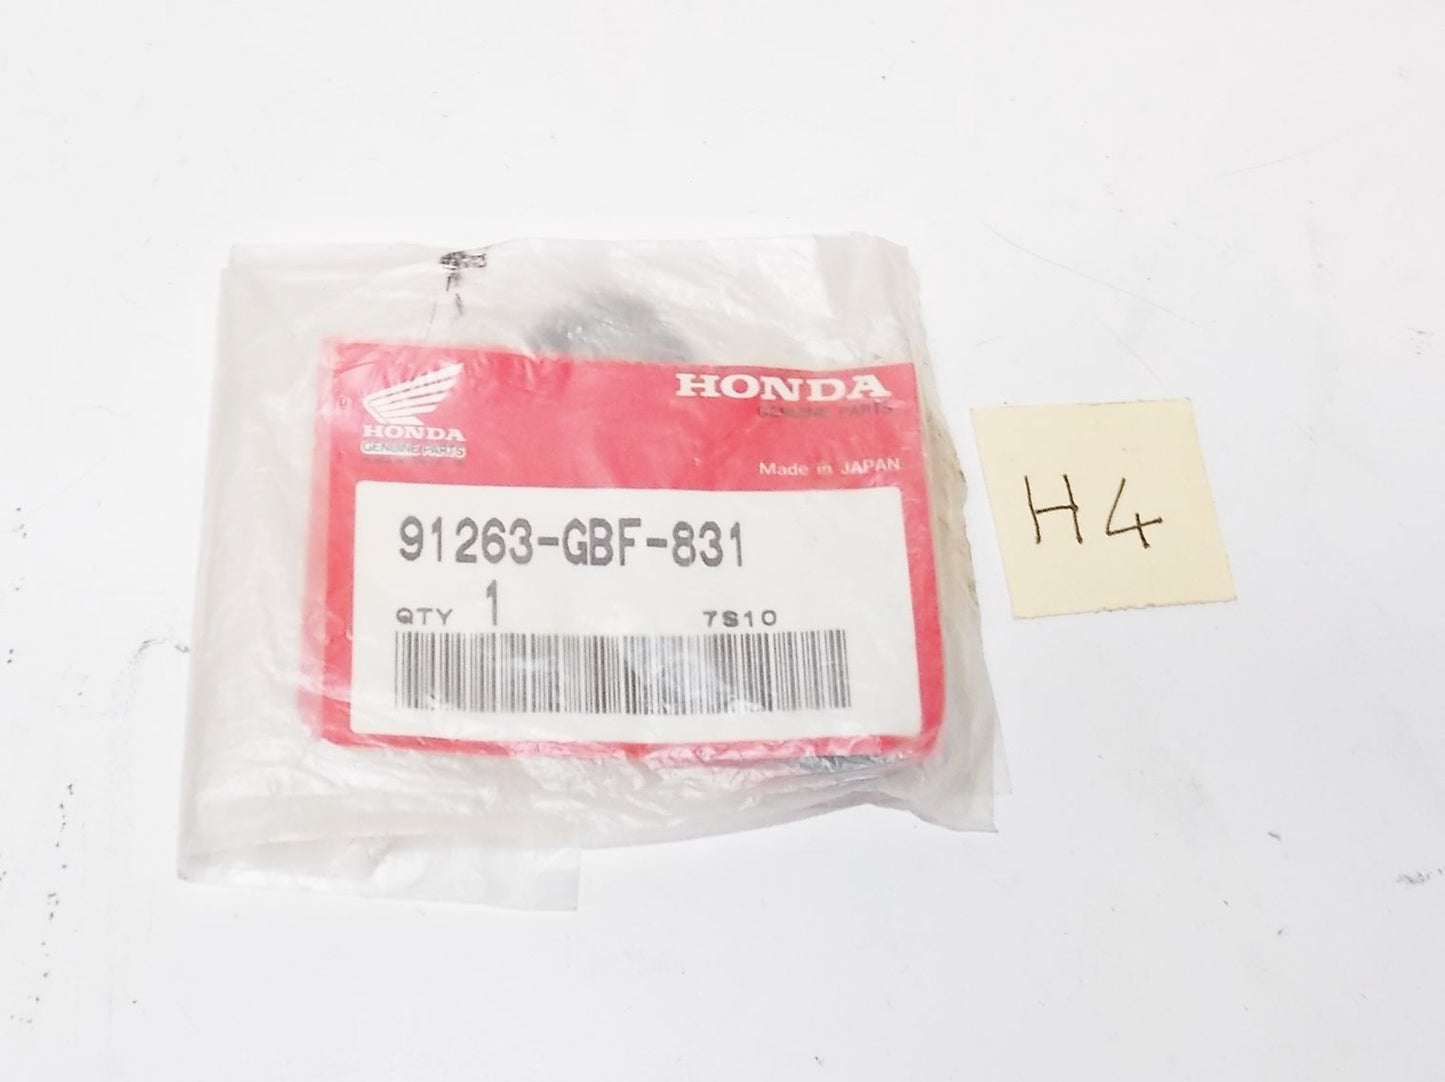 HONDA
GENUINE PARTS
HONDA
GENUINE PARTS
Made in JAPAN
91263-GBF-831
QTY 1 7S10
H4